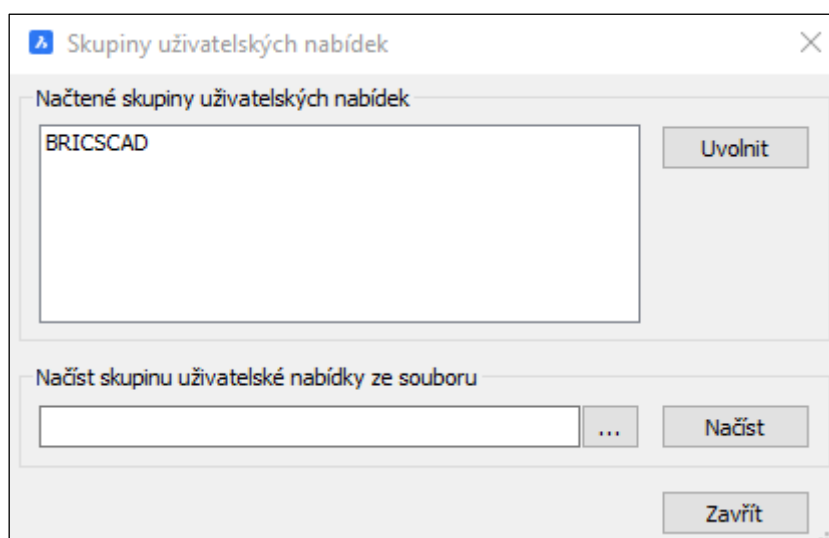 Skupiny uživatelských nabídek
Načtené skupiny uživatelských nabídek
BRICSCAD
Uvolnit
Načíst skupinu uživatelské nabídky ze souboru
...
Načíst
Zavřít